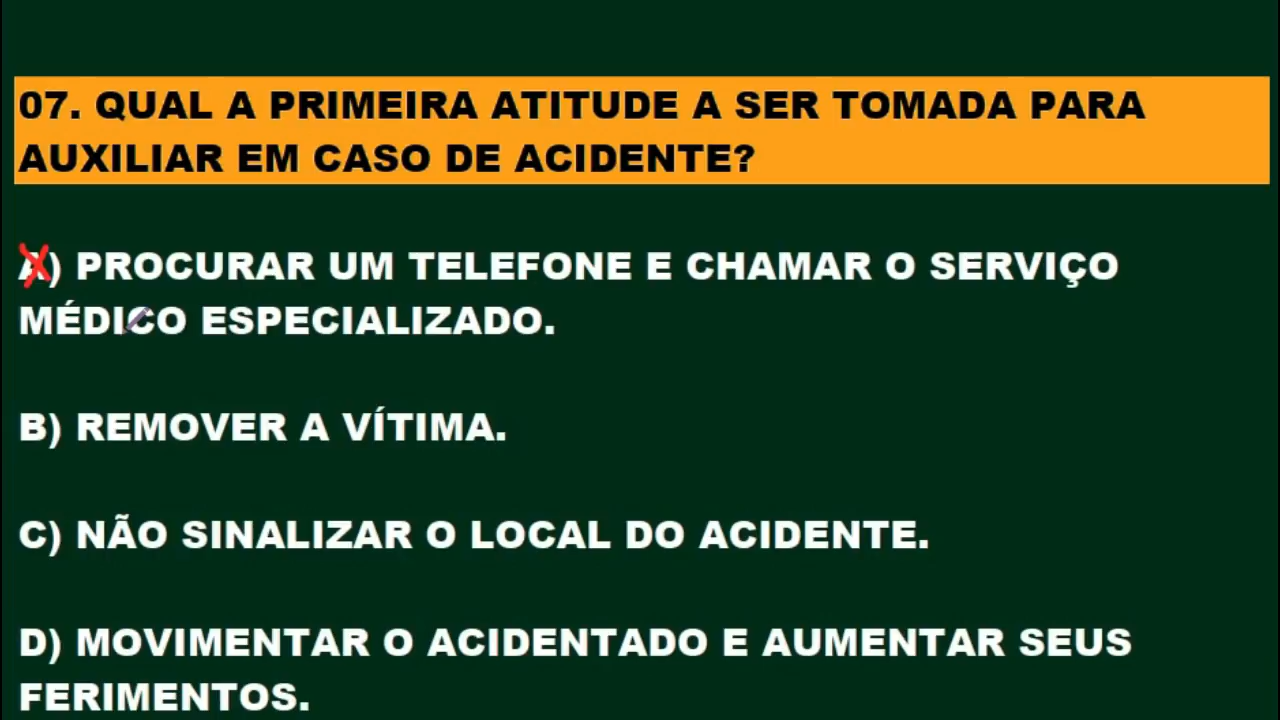 07. QUAL A PRIMEIRA ATITUDE A SER TOMADA PARA
AUXILIAR EM CASO DE ACIDENTE?
A) PROCURAR UM TELEFONE E CHAMAR O SERVIÇO
MÉDICO ESPECIALIZADO.
B) REMOVER A VÍTIMA.
C) NÃO SINALIZAR O LOCAL DO ACIDENTE.
D) MOVIMENTAR O ACIDENTADO E AUMENTAR SEUS
FERIMENTOS.